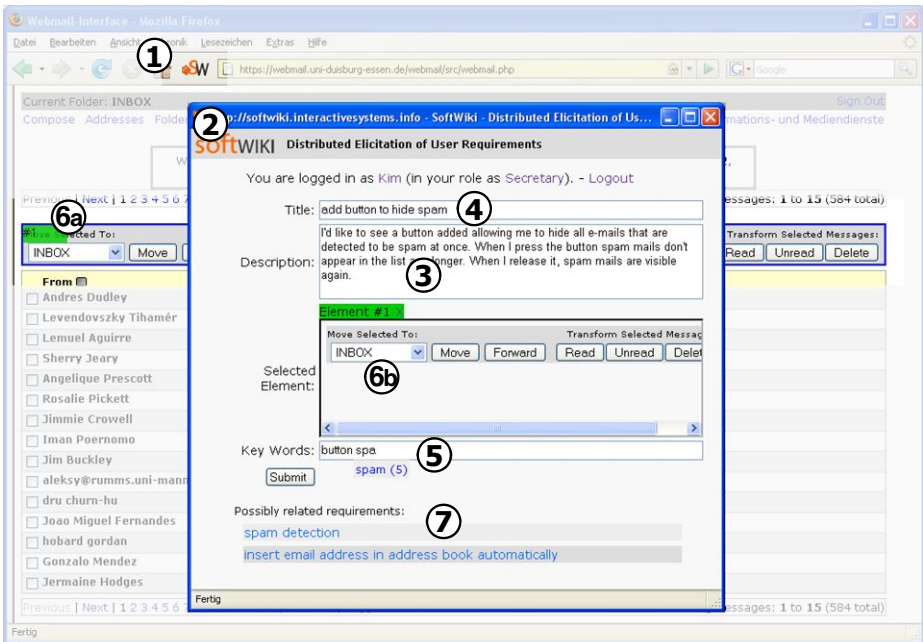 Webmail-Interface - Mozilla Firefox
Datei Bearbeiten Ansicht Lesezeichen Extras Hilfe
1
SW https://webmail.uni-duisburg-essen.de/webmail/src/webmail.php Google
Current Folder: INBOX Sign Out
Compose Addresses
2
softwiki.interactivesystems.info - SoftWiki - Distributed Elicitation of Us...
softWIKI Distributed Elicitation of User Requirements
You are logged in as Kim (in your role as Secretary). - Logout
Previous | Next | 1 2 3 4 5 6
1 to 15 (584 total)
6a
#1 Selected To:
INBOX Move
Transform Selected Messages:
Read Unread Delete
Title: add button to hide spam
4
Description: I'd like to see a button added allowing me to hide all e-mails that are
detected to be spam at once. When I press the button spam mails don't
appear in the list longer. When I release it, spam mails are visible
again.
3
Selected
Element:
Element #1 X
Move Selected To: Transform Selected
INBOX Move Forward Read Unread
6b
Key Words: button spa
5
spam (5)
Submit
Possibly related requirements:
7
spam detection
insert email address in address book automatically
Fertig
From
Andres Dudley
Levendovszky Tihamér
Lemuel Aguirre
Sherry Jeary
Angelique Prescott
Rosalie Pickett
Jimmie Crowell
Iman Poernomo
Jim Buckley
dru churn-hu
Joao Miguel Fernandes
hobard gordan
Gonzalo Mendez
Jermaine Hodges
Previous | Next | 1 2 3 4 5 6
1 to 15 (584 total)
Fertig